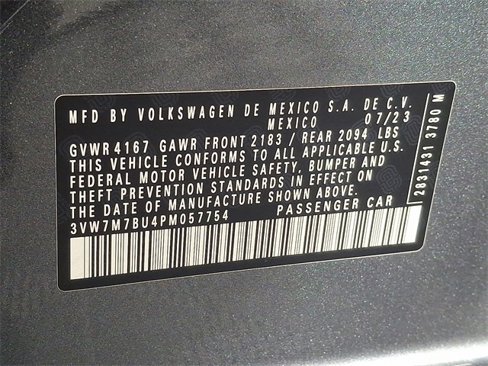 MFD BY VOLKSWAGEN DE MEXICO S.A. DE C.V.
MEXICO 07/23
GVWR 4167 GAWR FRONT 2183 / REAR 2094 LBS
THIS VEHICLE CONFORMS TO ALL APPLICABLE U.S.
FEDERAL MOTOR VEHICLE SAFETY, BUMPER AND
THEFT PREVENTION STANDARDS IN EFFECT ON
THE DATE OF MANUFACTURE SHOWN ABOVE.
3VW7M7BU4PM057754 PASSENGER CAR
2B91431 3780 M